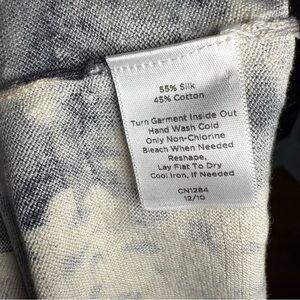 55% Silk
45% Cotton
Turn Garment Inside Out
Hand Wash Cold
Only Non-Chlorine
Bleach When Needed
Reshape,
Lay Flat To Dry
Cool Iron, If Needed
CN1284
12/10